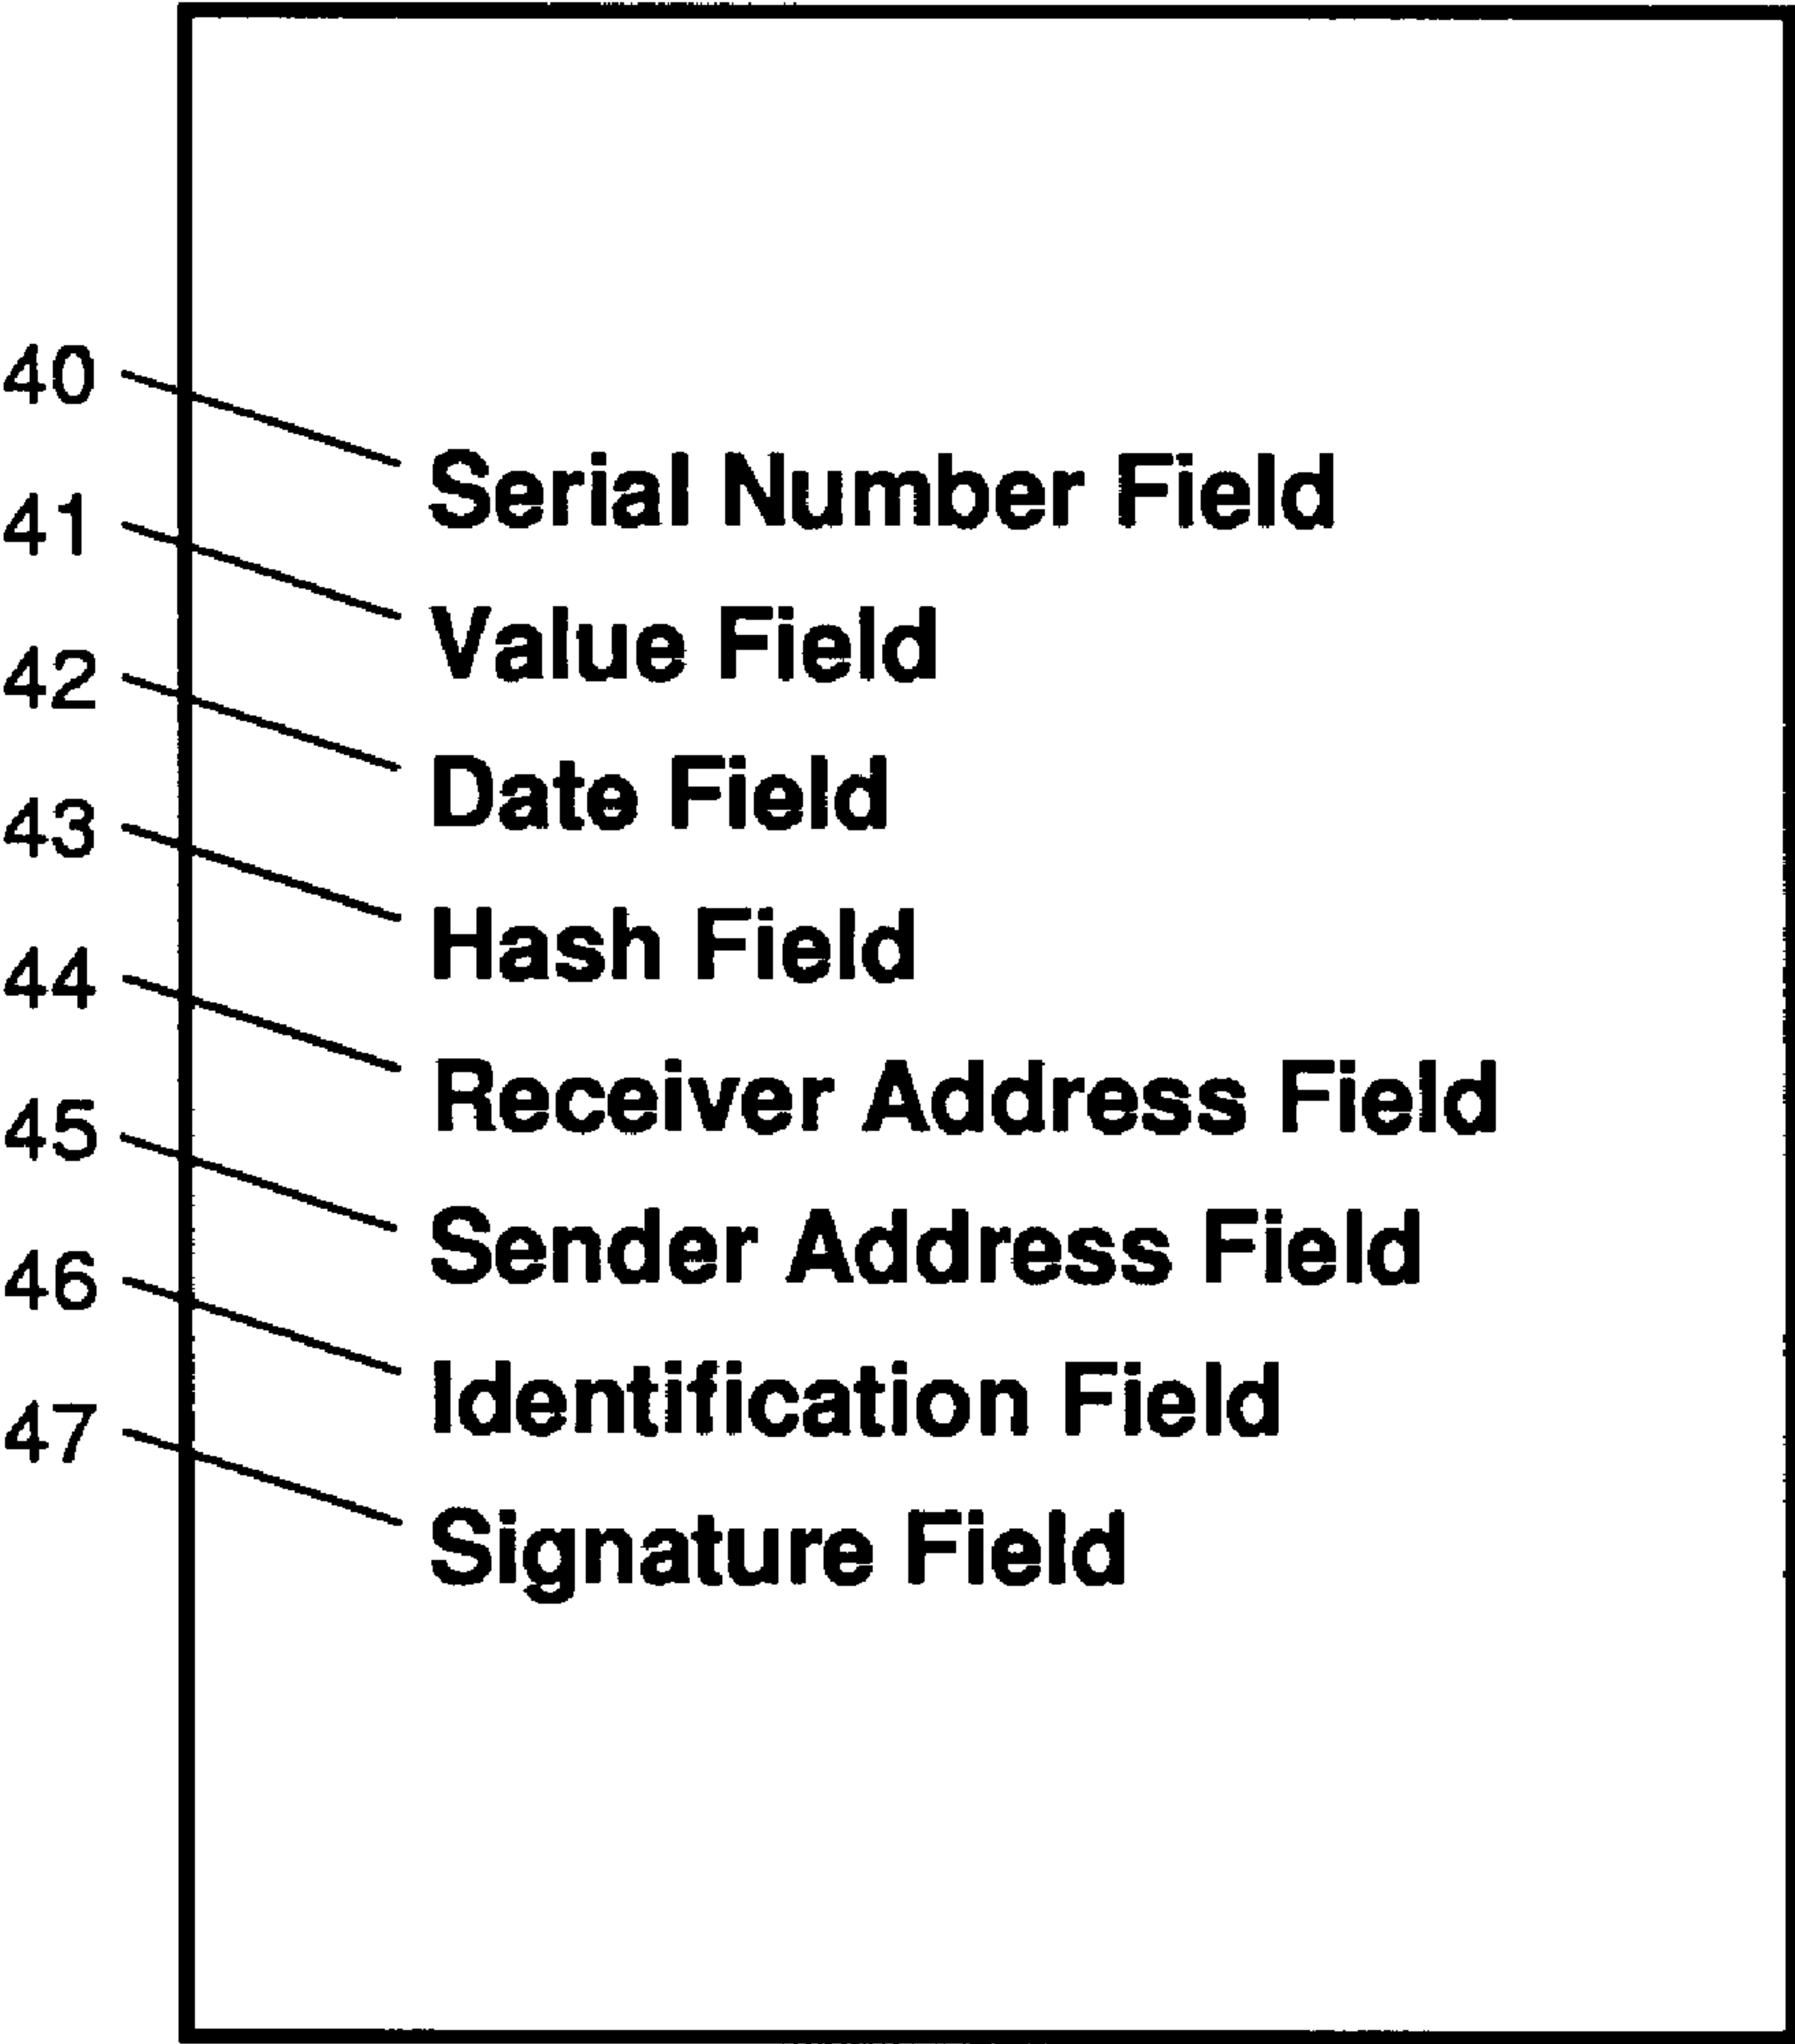 40 Serial Number Field
41 Value Field
42 Date Field
43 Hash Field
44 Receiver Address Field
45 Sender Address Field
46 Identification Field
47 Signature Field